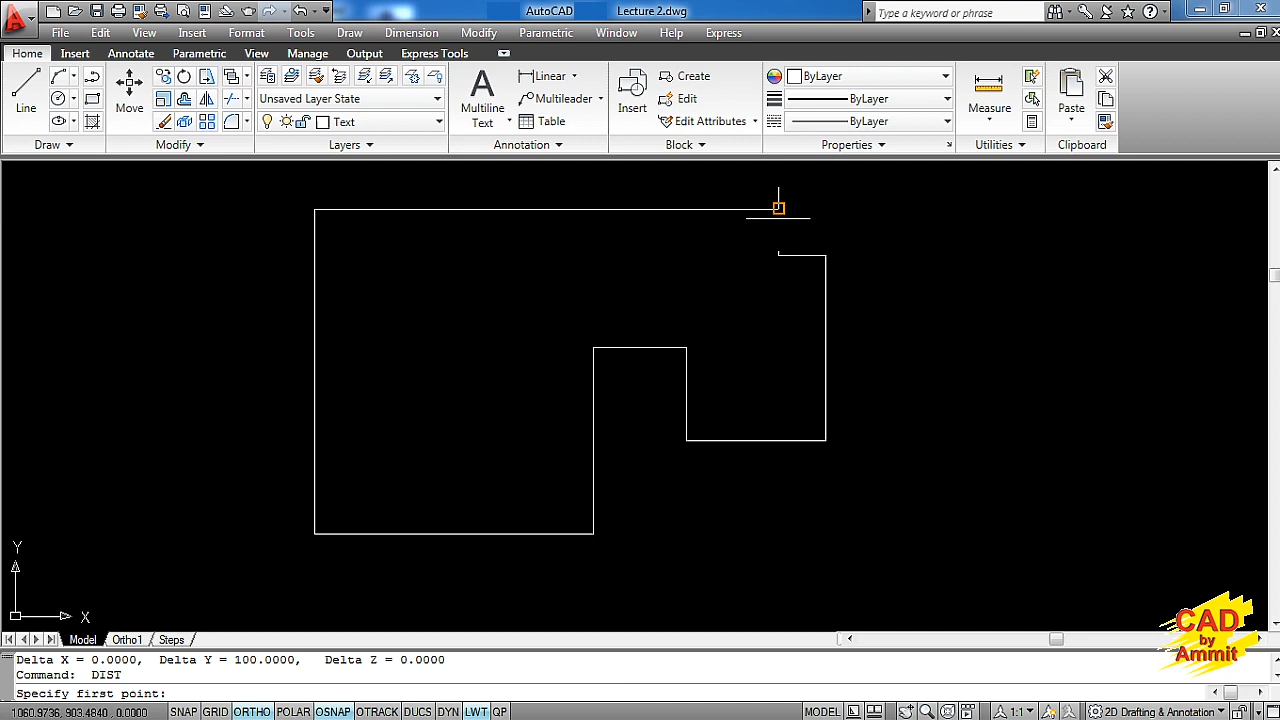 AutoCAD Lecture 2.dwg Type a keyword or phrase
File Edit View Insert Format Tools Draw Dimension Modify Parametric Window Help Express
Home Insert Annotate Parametric View Manage Output Express Tools
Linear Create ByLayer
Line Move Unsaved Layer State Multiline Text Multileader Insert Edit ByLayer Measure Paste
Text Table Edit Attributes ByLayer
Draw Modify Layers Annotation Block Properties Utilities Clipboard
Y
X
CAD
by
Ammit
Model Ortho1 Steps
Delta X = 0.0000, Delta Y = 100.0000, Delta Z = 0.0000
Command: DIST
Specify first point:
1060.9736, 903.4840, 0.0000 SNAP GRID ORTHO POLAR OSNAP OTRACK DUCS DYN LWT QP MODEL 1:1 2D Drafting & Annotation